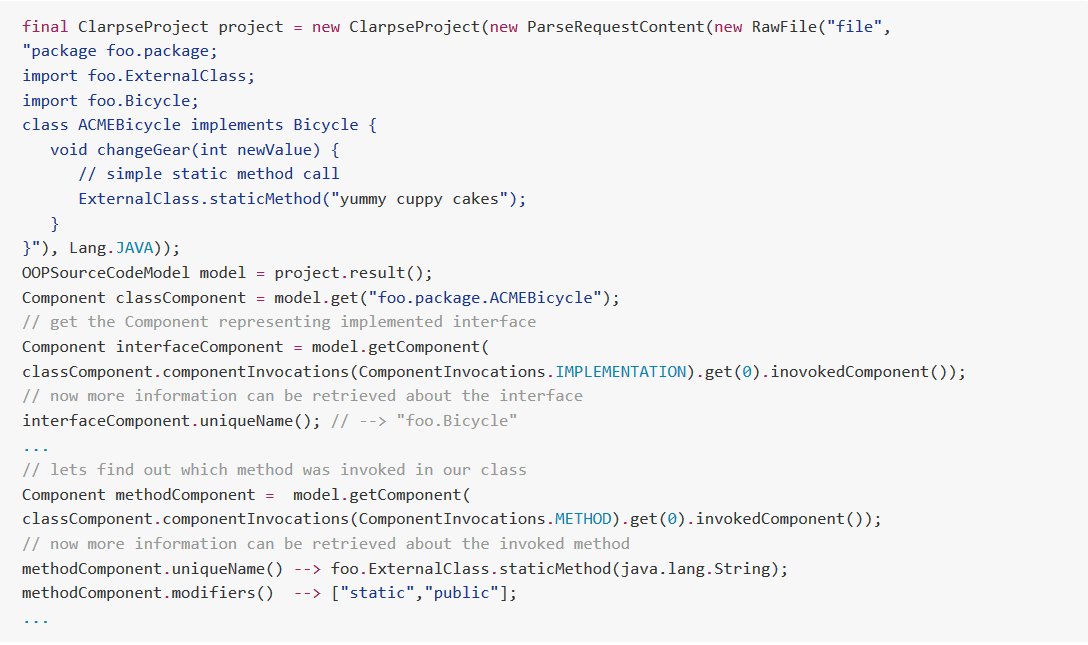 final ClarpseProject project = new ClarpseProject(new ParseRequestContent(new RawFile("file",
"package foo.package;
import foo.ExternalClass;
import foo.Bicycle;
class ACMEBicycle implements Bicycle {
   void changeGear(int newValue) {
      // simple static method call
      ExternalClass.staticMethod("yummy cuppy cakes");
   }
}"), Lang.JAVA));
OOPSourceCodeModel model = project.result();
Component classComponent = model.get("foo.package.ACMEBicycle");
// get the Component representing implemented interface
Component interfaceComponent = model.getComponent(
classComponent.componentInvocations(ComponentInvocations.IMPLEMENTATION).get(0).inovokedComponent());
// now more information can be retrieved about the interface
interfaceComponent.uniqueName(); // --> "foo.Bicycle"
...
// lets find out which method was invoked in our class
Component methodComponent =  model.getComponent(
classComponent.componentInvocations(ComponentInvocations.METHOD).get(0).invokedComponent());
// now more information can be retrieved about the invoked method
methodComponent.uniqueName() --> foo.ExternalClass.staticMethod(java.lang.String);
methodComponent.modifiers()  --> ["static","public"];
...